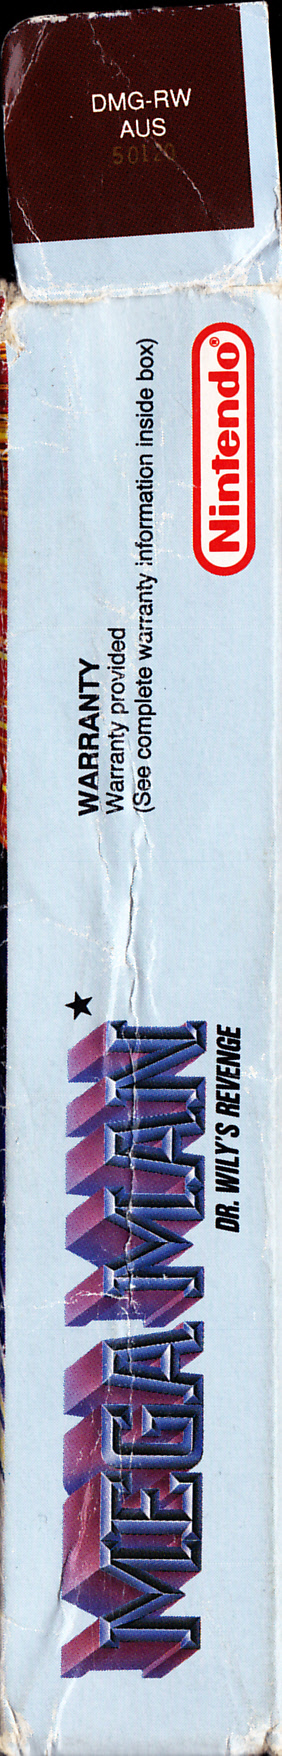 DMG-RW
AUS
50120
Nintendo®
WARRANTY
Warranty provided
(See complete warranty information inside box)
MEGA MAN★
DR. WILY'S REVENGE